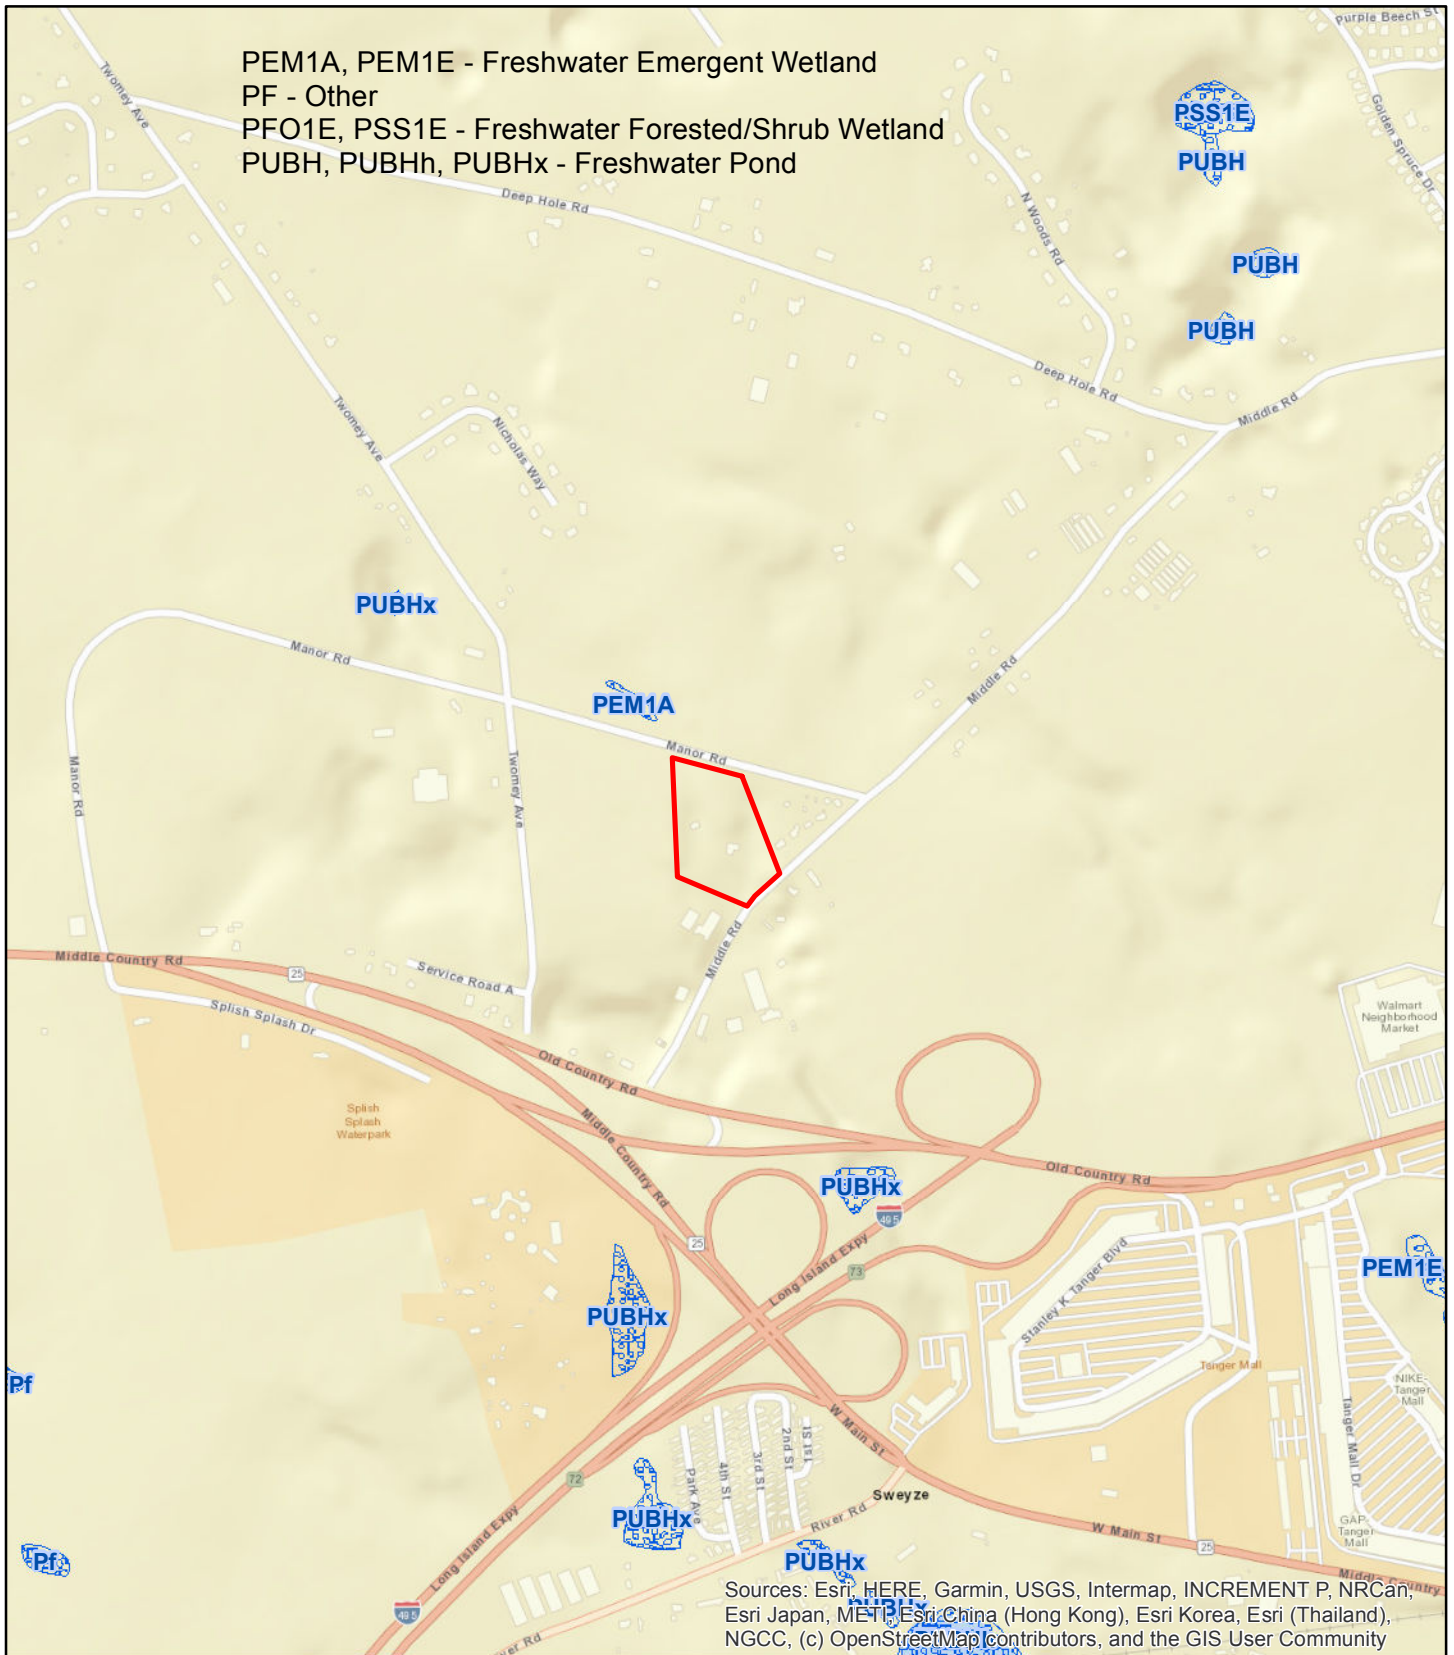 Purple Beech St
PEM1A, PEM1E - Freshwater Emergent Wetland
PF - Other
PFO1E, PSS1E - Freshwater Forested/Shrub Wetland
PUBH, PUBHh, PUBHx - Freshwater Pond
Twomey Ave
PSS1E
Golden Spruce Dr
PUBH
Deep Hole Rd
N Woods Rd
PUBH
PUBH
Deep Hole Rd
Middle Rd
Twomey Ave
Nicholas Way
PUBHx
Manor Rd
Middle Rd
PEM1A
Manor Rd
Manor Rd
Twomey Ave
Middle Rd
Middle Country Rd
25
Service Road A
Splish Splash Dr
Walmart
Neighborhood
Market
Old Country Rd
Splish
Splash
Waterpark
Middle Country Rd
Old Country Rd
PUBHx
495
25
Long Island Expy
73
Stanley K Tanger Blvd
PEM1E
PUBHx
Tanger Mall
Pf
NIKE-
Tanger
Mall
Tanger Mall Dr
W Main St
1st St
2nd St
3rd St
4th St
Park Ave
72
Sweyze
PUBHx
River Rd
W Main St
GAP-
Tanger
Mall
25
Long Island Expy
Pf
PUBHx
Middle Country
495
PUBHx
Sources: Esri, HERE, Garmin, USGS, Intermap, INCREMENT P, NRCan,
Esri Japan, METI, Esri China (Hong Kong), Esri Korea, Esri (Thailand),
NGCC, (c) OpenStreetMap contributors, and the GIS User Community